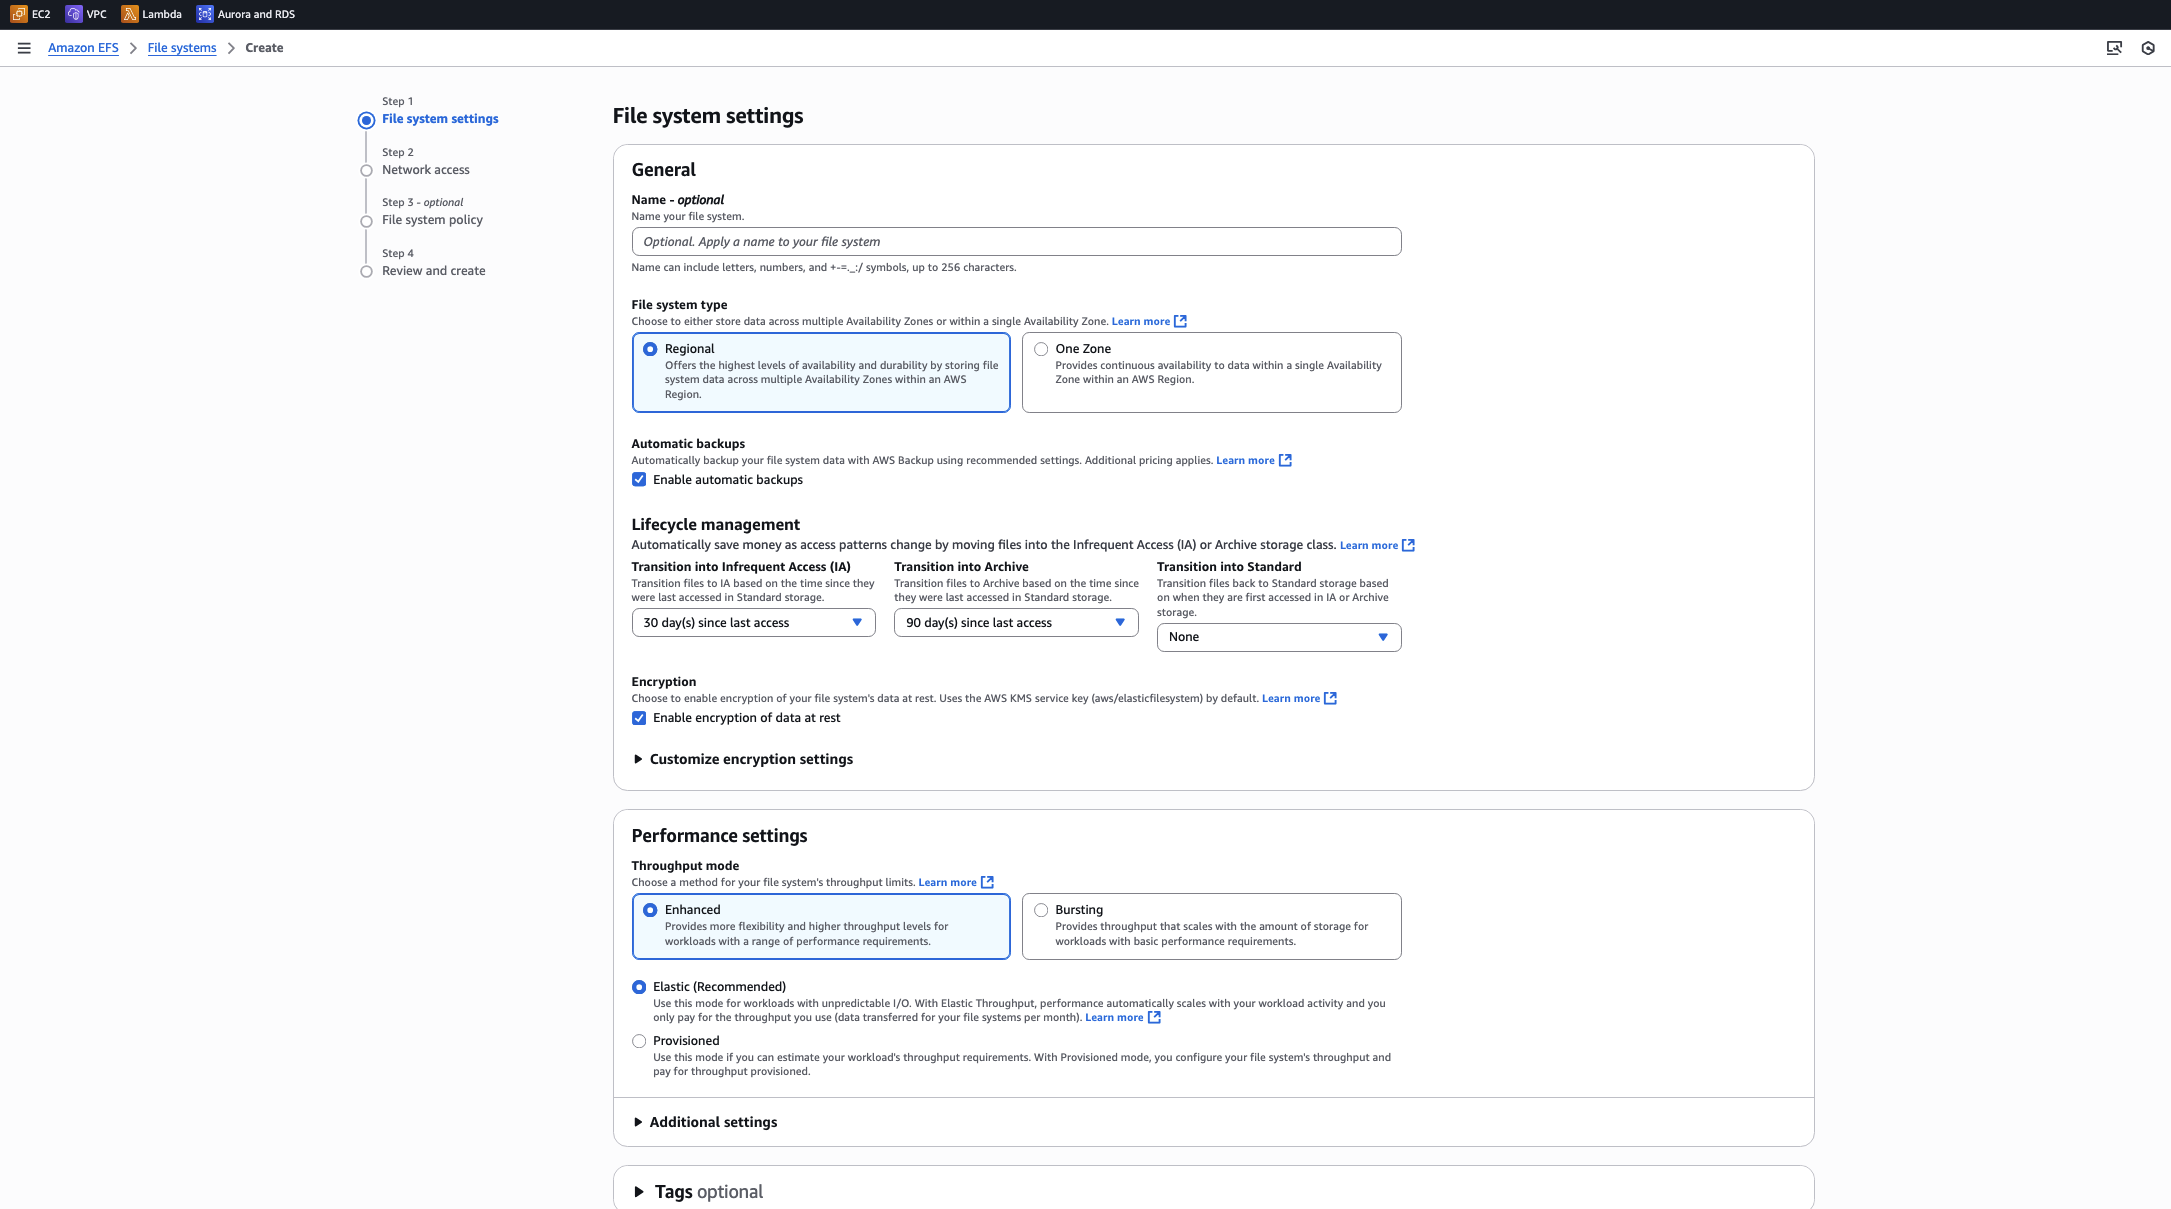 EC2 VPC Lambda Aurora and RDS
Amazon EFS File systems Create
Step 1
File system settings
Step 2
Network access
Step 3 - optional
File system policy
Step 4
Review and create
File system settings
General
Name - optional
Name your file system.
Optional. Apply a name to your file system
Name can include letters, numbers, and +-=._:/ symbols, up to 256 characters.
File system type
Choose to either store data across multiple Availability Zones or within a single Availability Zone. Learn more
Regional
Offers the highest levels of availability and durability by storing file
system data across multiple Availability Zones within an AWS
Region.
One Zone
Provides continuous availability to data within a single Availability
Zone within an AWS Region.
Automatic backups
Automatically backup your file system data with AWS Backup using recommended settings. Additional pricing applies. Learn more
Enable automatic backups
Lifecycle management
Automatically save money as access patterns change by moving files into the Infrequent Access (IA) or Archive storage class. Learn more
Transition into Infrequent Access (IA)
Transition files to IA based on the time since they
were last accessed in Standard storage.
30 day(s) since last access
Transition into Archive
Transition files to Archive based on the time since
they were last accessed in Standard storage.
90 day(s) since last access
Transition into Standard
Transition files back to Standard storage based
on when they are first accessed in IA or Archive
storage.
None
Encryption
Choose to enable encryption of your file system's data at rest. Uses the AWS KMS service key (aws/elasticfilesystem) by default. Learn more
Enable encryption of data at rest
Customize encryption settings
Performance settings
Throughput mode
Choose a method for your file system's throughput limits. Learn more
Enhanced
Provides more flexibility and higher throughput levels for
workloads with a range of performance requirements.
Bursting
Provides throughput that scales with the amount of storage for
workloads with basic performance requirements.
Elastic (Recommended)
Use this mode for workloads with unpredictable I/O. With Elastic Throughput, performance automatically scales with your workload activity and you
only pay for the throughput you use (data transferred for your file systems per month). Learn more
Provisioned
Use this mode if you can estimate your workload's throughput requirements. With Provisioned mode, you configure your file system's throughput and
pay for throughput provisioned.
Additional settings
Tags optional